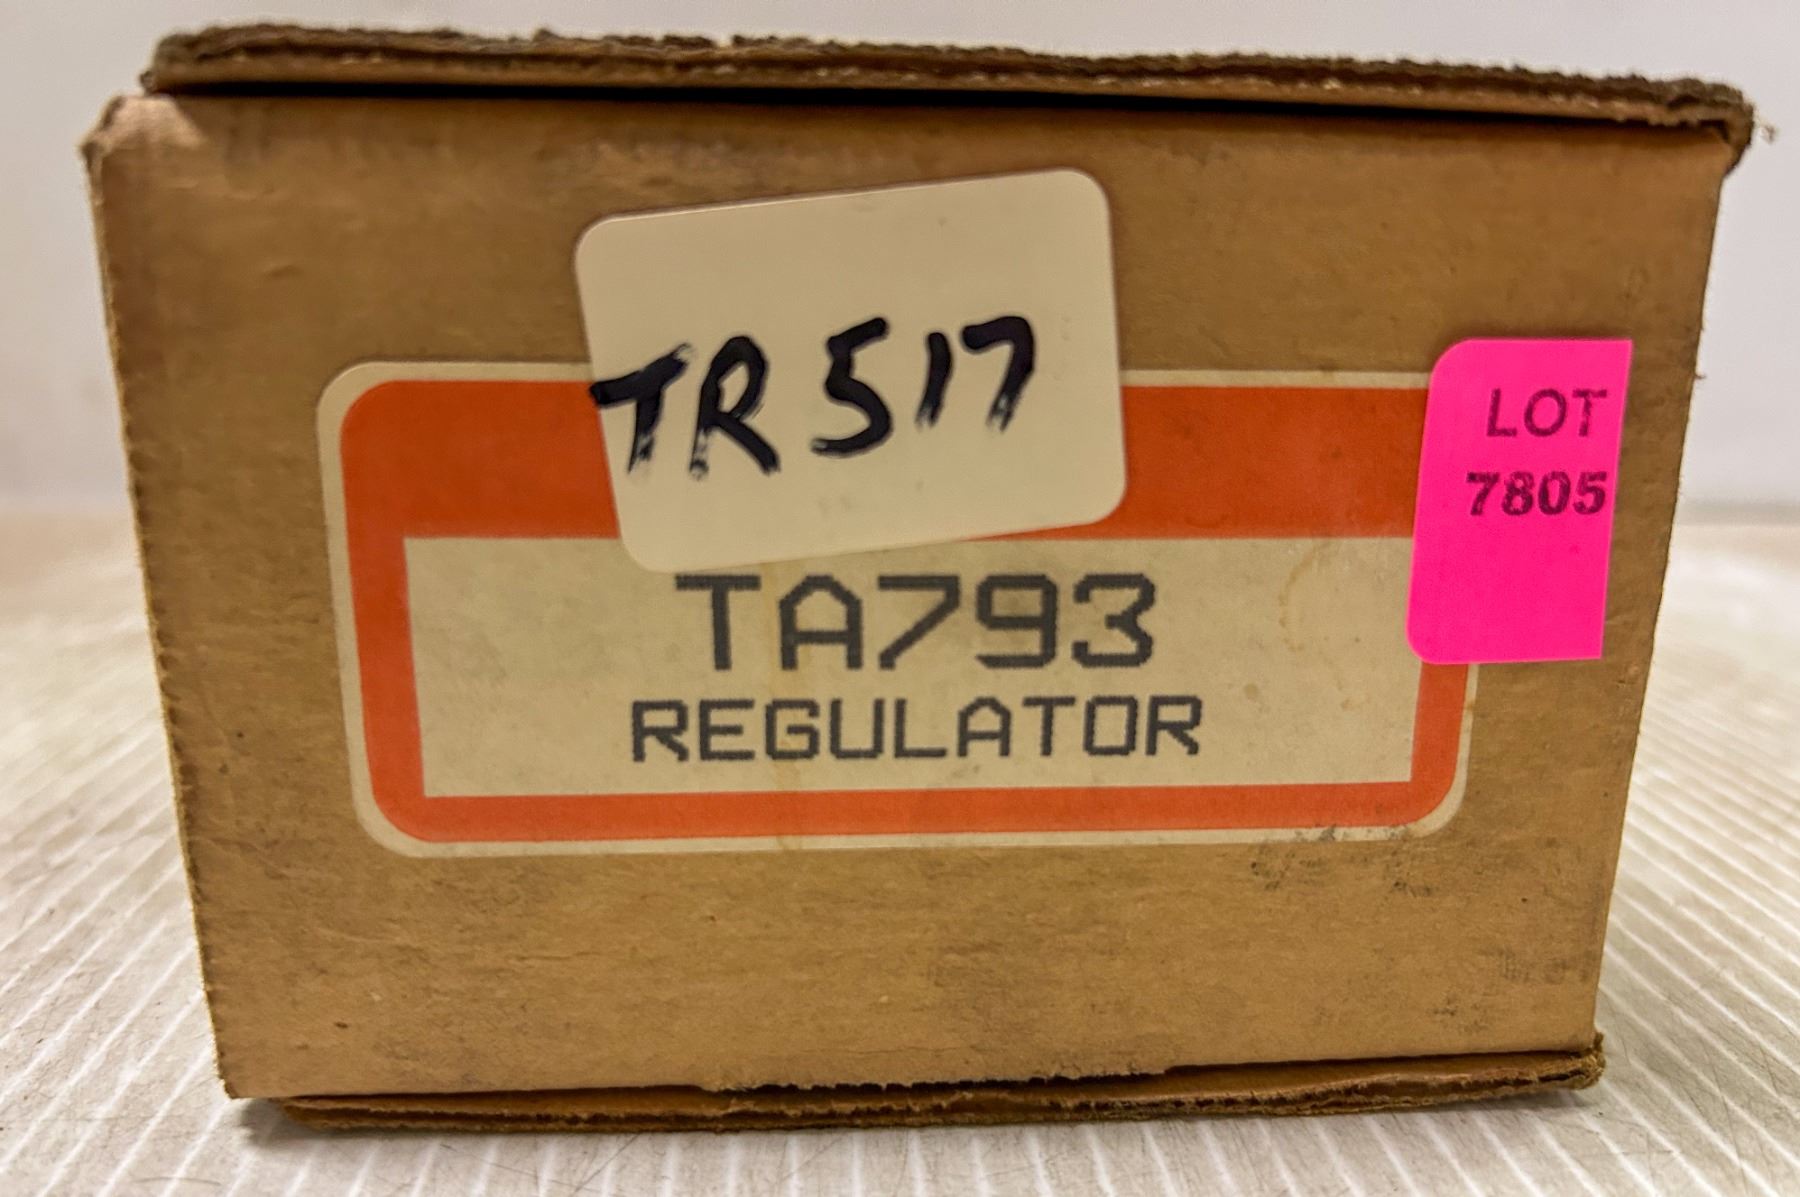 TR517
LOT
7805
TA793
REGULATOR